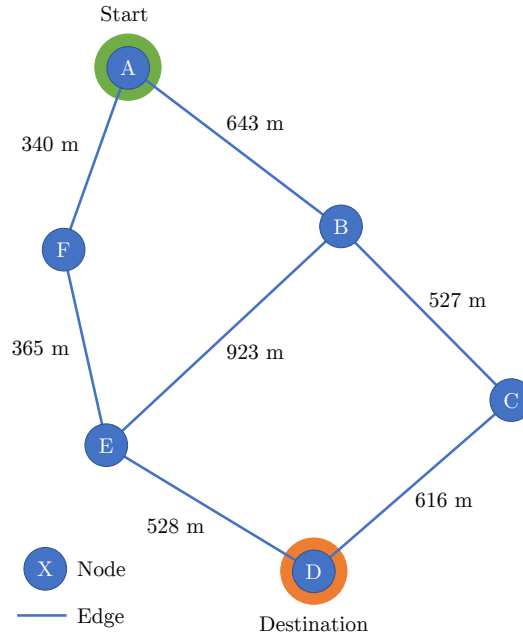 Start
A
643 m
340 m
B
F
527 m
365 m
923 m
C
E
616 m
528 m
X Node
D
Edge
Destination